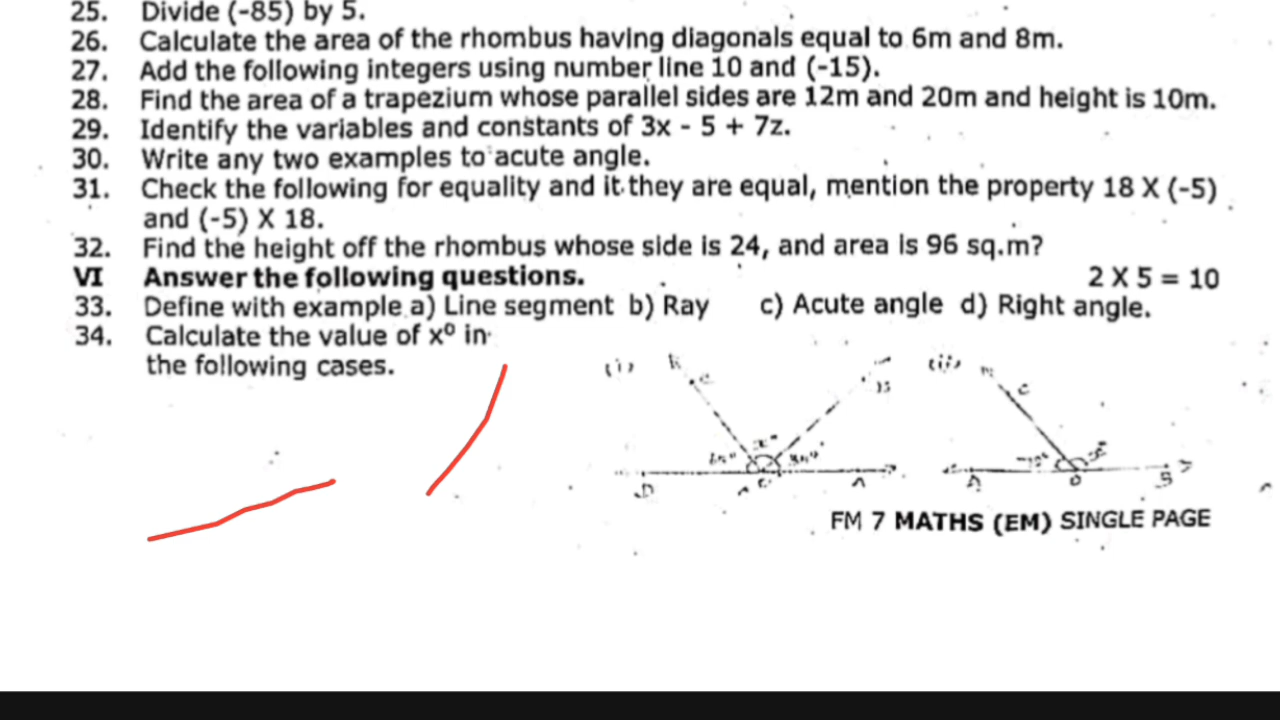 25. Divide (-85) by 5.
26. Calculate the area of the rhombus having diagonals equal to 6m and 8m.
27. Add the following integers using number line 10 and (-15).
28. Find the area of a trapezium whose parallel sides are 12m and 20m and height is 10m.
29. Identify the variables and constants of 3x - 5 + 7z.
30. Write any two examples to acute angle.
31. Check the following for equality and it they are equal, mention the property 18 X (-5)
and (-5) X 18.
32. Find the height off the rhombus whose side is 24, and area is 96 sq.m?
VI Answer the following questions. 2 X 5 = 10
33. Define with example a) Line segment b) Ray c) Acute angle d) Right angle.
34. Calculate the value of xº in
the following cases.
(i) (ii)
FM 7 MATHS (EM) SINGLE PAGE